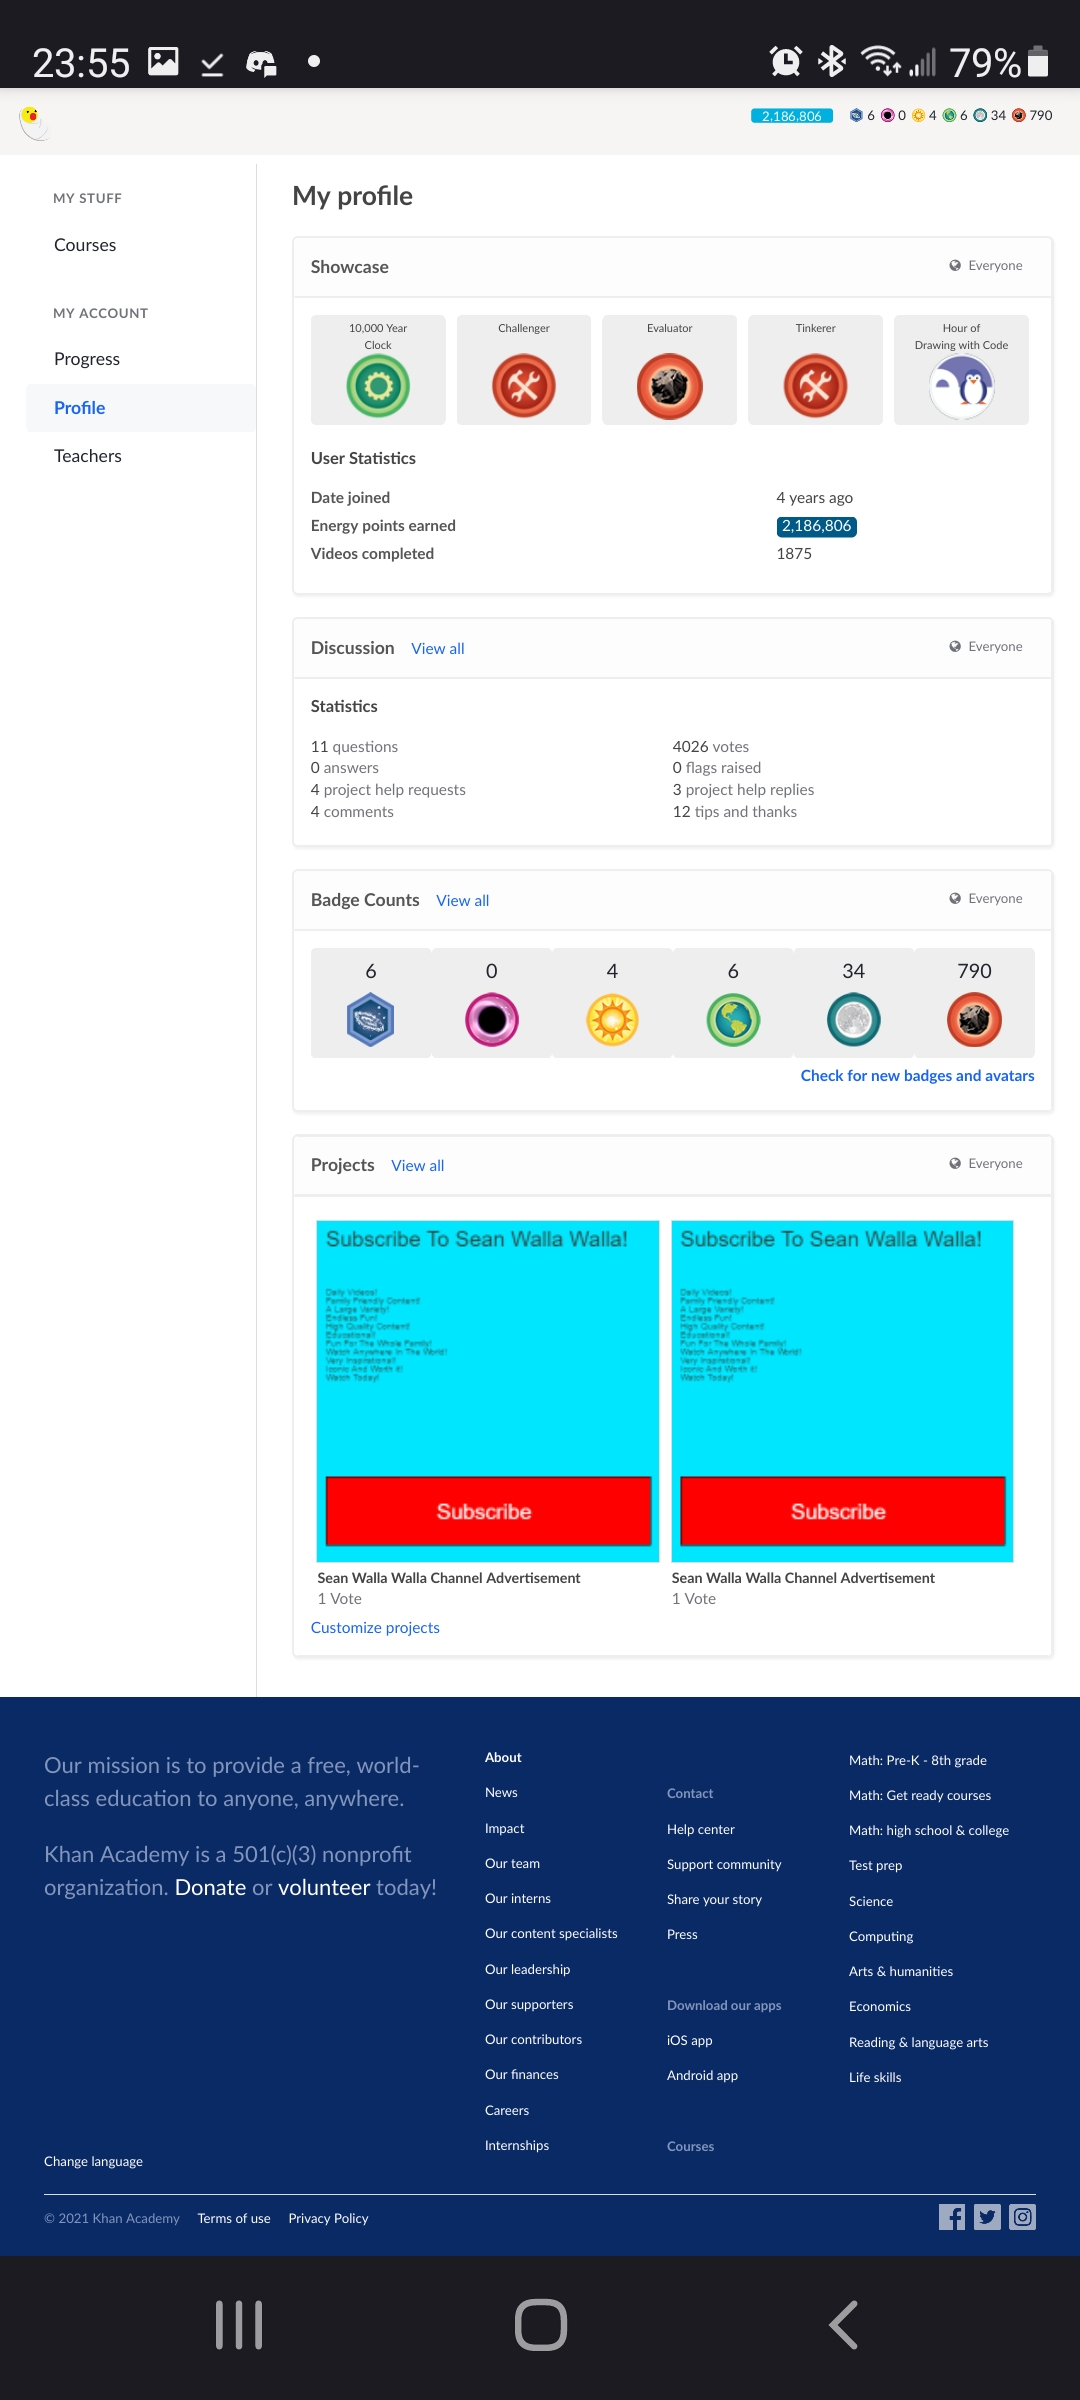 23:55
79%
2,186,806
6
0
4
6
34
790
MY STUFF
Courses
MY ACCOUNT
Progress
Profile
Teachers
My profile
Showcase
Everyone
10,000 Year
Clock
Challenger
Evaluator
Tinkerer
Hour of
Drawing with Code
User Statistics
Date joined
4 years ago
Energy points earned
2,186,806
Videos completed
1875
Discussion
View all
Everyone
Statistics
11 questions
4026 votes
0 answers
0 flags raised
4 project help requests
3 project help replies
4 comments
12 tips and thanks
Badge Counts
View all
Everyone
6
0
4
6
34
790
Check for new badges and avatars
Projects
View all
Everyone
Subscribe To Sean Walla Walla!
Daily Videos!
Family Friendly Content!
A Large Variety!
Endless Fun!
High Quality Content!
Educational!
Fun For The Whole Family!
Watch Anywhere In The World!
Very Inspirational!
Iconic And Worth It!
Watch Today!
Subscribe
Sean Walla Walla Channel Advertisement
1 Vote
Subscribe To Sean Walla Walla!
Daily Videos!
Family Friendly Content!
A Large Variety!
Endless Fun!
High Quality Content!
Educational!
Fun For The Whole Family!
Watch Anywhere In The World!
Very Inspirational!
Iconic And Worth It!
Watch Today!
Subscribe
Sean Walla Walla Channel Advertisement
1 Vote
Customize projects
Our mission is to provide a free, world-
class education to anyone, anywhere.
Khan Academy is a 501(c)(3) nonprofit
organization. Donate or volunteer today!
About
News
Impact
Our team
Our interns
Our content specialists
Our leadership
Our supporters
Our contributors
Our finances
Careers
Internships
Contact
Help center
Support community
Share your story
Press
Download our apps
iOS app
Android app
Courses
Math: Pre-K - 8th grade
Math: Get ready courses
Math: high school & college
Test prep
Science
Computing
Arts & humanities
Economics
Reading & language arts
Life skills
Change language
© 2021 Khan Academy
Terms of use
Privacy Policy